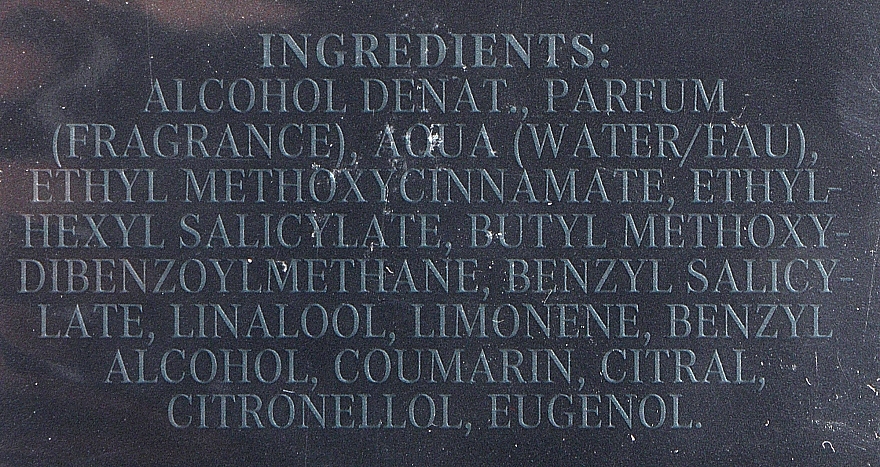 INGREDIENTS:
ALCOHOL DENAT., PARFUM
(FRAGRANCE), AQUA (WATER/EAU),
ETHYL METHOXYCINNAMATE, ETHYL-
HEXYL SALICYLATE, BUTYL METHOXY-
DIBENZOYLMETHANE, BENZYL SALICY-
LATE, LINALOOL, LIMONENE, BENZYL
ALCOHOL, COUMARIN, CITRAL,
CITRONELLOL, EUGENOL.